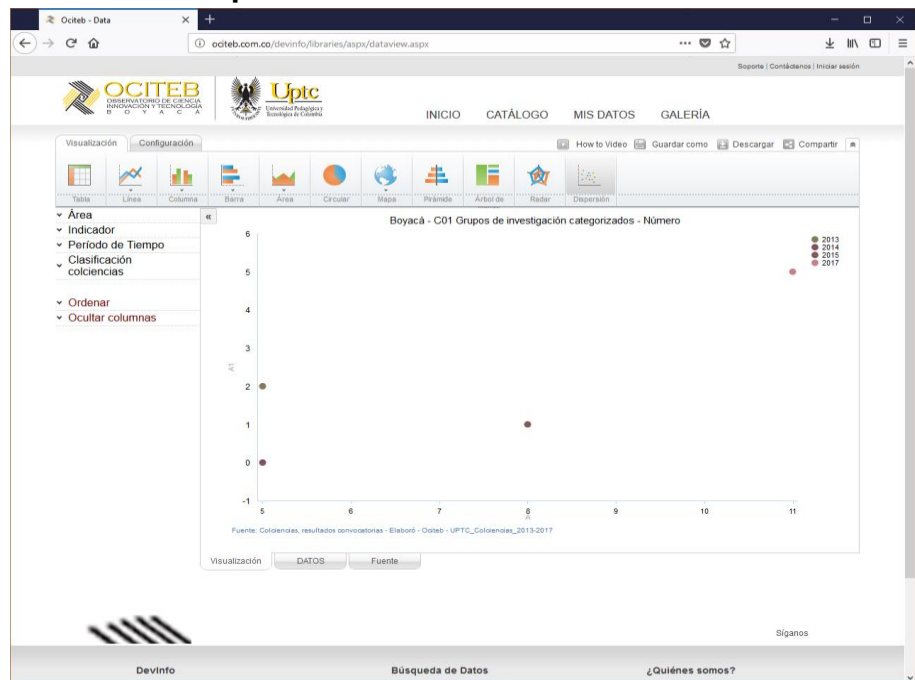 Ociteb - Data
ociteb.com.co/devinfo/libraries/aspx/dataview.aspx
Soporte | Contáctenos | Iniciar sesión
OCITEB
OBSERVATORIO DE CIENCIA
INNOVACIÓN Y TECNOLOGÍA
B O Y A C Á
Uptc
Universidad Pedagógica y
Tecnológica de Colombia
INICIO CATÁLOGO MIS DATOS GALERÍA
Visualización Configuración
How to Video Guardar como Descargar Compartir
Tabla Línea Columna Barra Área Circular Mapa Pirámide Árbol de Radar Dispersión
Área
Indicador
Período de Tiempo
Clasificación
colciencias
Ordenar
Ocultar columnas
Boyacá - C01 Grupos de investigación categorizados - Número
2013
2014
2015
2017
6
5
4
3
A1
2
1
0
-1
5 6 7 8 9 10 11
A
Fuente: Colciencias, resultados convocatorias - Elaboró - Ociteb - UPTC_Colciencias_2013-2017
Visualización DATOS Fuente
Síganos
DevInfo Búsqueda de Datos ¿Quiénes somos?